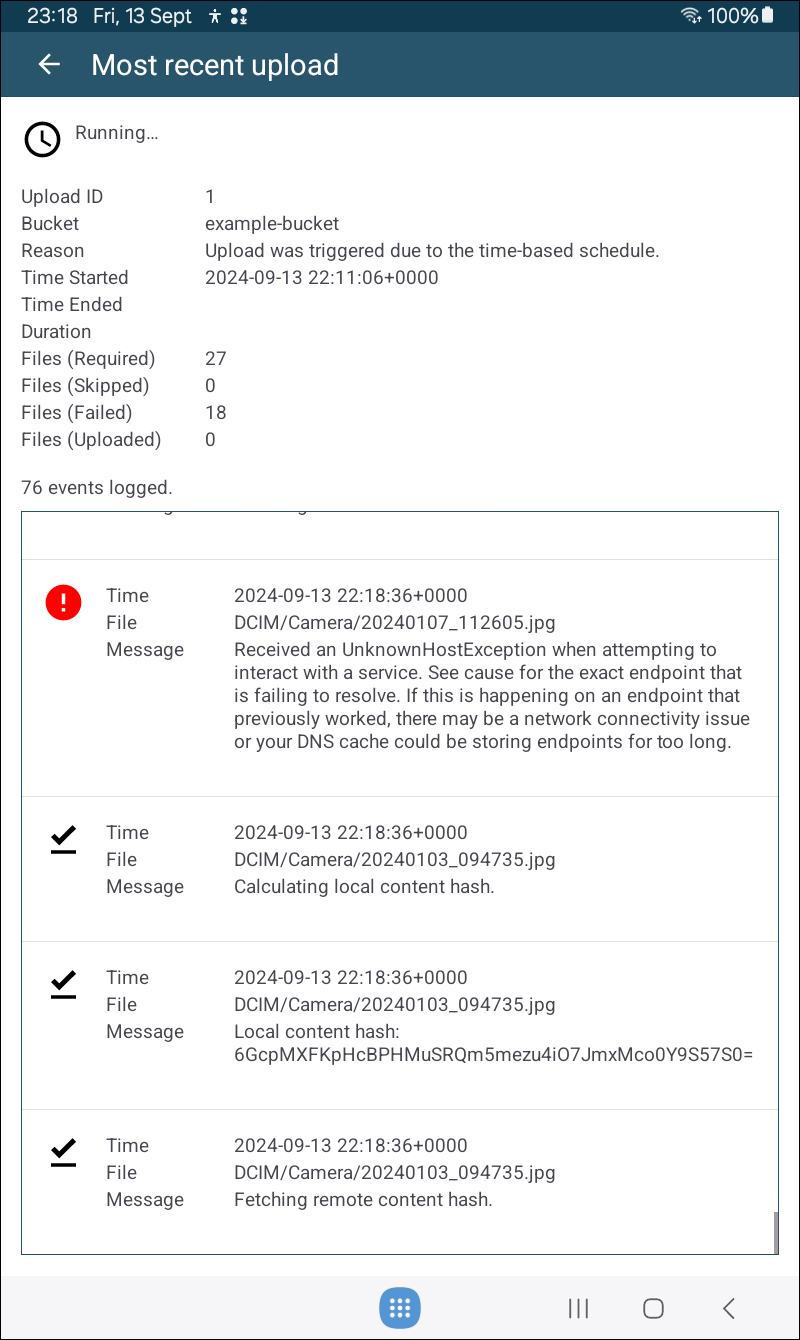 23:18 Fri, 13 Sept 100%
Most recent upload
Running…
Upload ID 1
Bucket example-bucket
Reason Upload was triggered due to the time-based schedule.
Time Started 2024-09-13 22:11:06+0000
Time Ended
Duration
Files (Required) 27
Files (Skipped) 0
Files (Failed) 18
Files (Uploaded) 0
76 events logged.
Time 2024-09-13 22:18:36+0000
File DCIM/Camera/20240107_112605.jpg
Message Received an UnknownHostException when attempting to
interact with a service. See cause for the exact endpoint that
is failing to resolve. If this is happening on an endpoint that
previously worked, there may be a network connectivity issue
or your DNS cache could be storing endpoints for too long.
Time 2024-09-13 22:18:36+0000
File DCIM/Camera/20240103_094735.jpg
Message Calculating local content hash.
Time 2024-09-13 22:18:36+0000
File DCIM/Camera/20240103_094735.jpg
Message Local content hash:
6GcpMXFKpHcBPHMuSRQm5mezu4iO7JmxMco0Y9S57S0=
Time 2024-09-13 22:18:36+0000
File DCIM/Camera/20240103_094735.jpg
Message Fetching remote content hash.